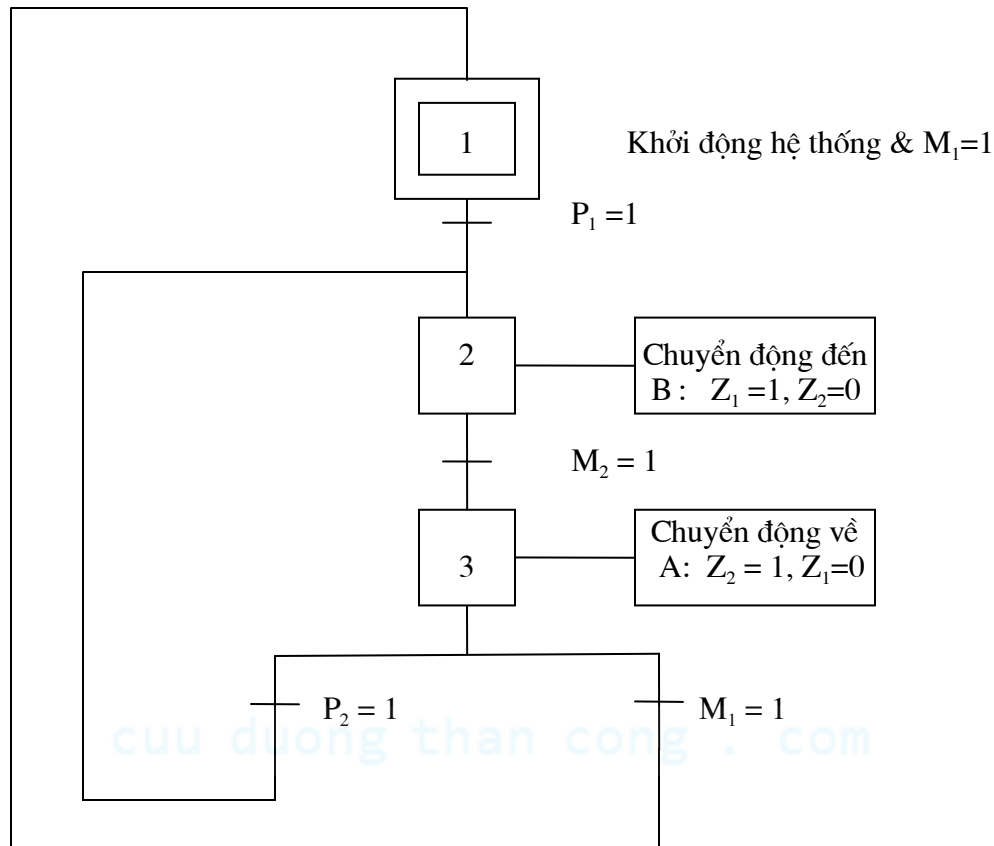 1
Khởi động hệ thống & M₁=1
P₁ =1
2
Chuyển động đến
B : Z₁ =1, Z₂=0
M₂ = 1
3
Chuyển động về
A: Z₂ = 1, Z₁=0
P₂ = 1
M₁ = 1
cuu duong than cong . com